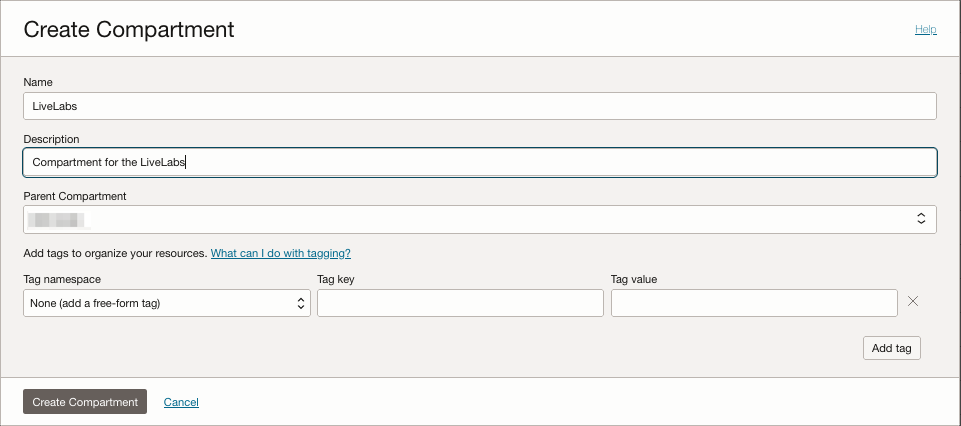 Create Compartment
Help
Name
LiveLabs
Description
Compartment for the LiveLabs
Parent Compartment
Add tags to organize your resources. What can I do with tagging?
Tag namespace Tag key Tag value
None (add a free-form tag)
Add tag
Create Compartment Cancel